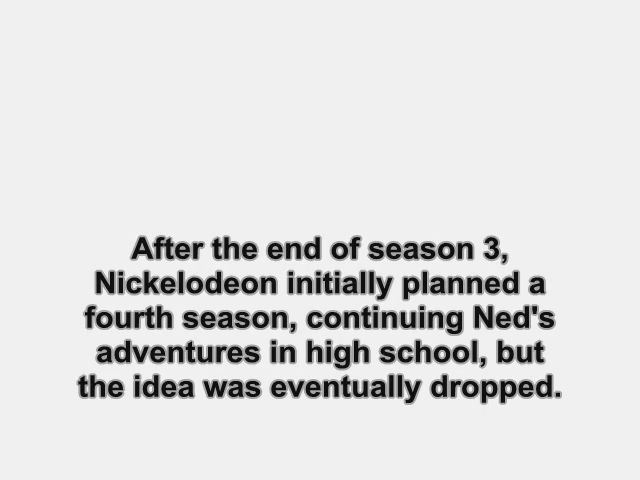 After the end of season 3,
Nickelodeon initially planned a
fourth season, continuing Ned's
adventures in high school, but
the idea was eventually dropped.